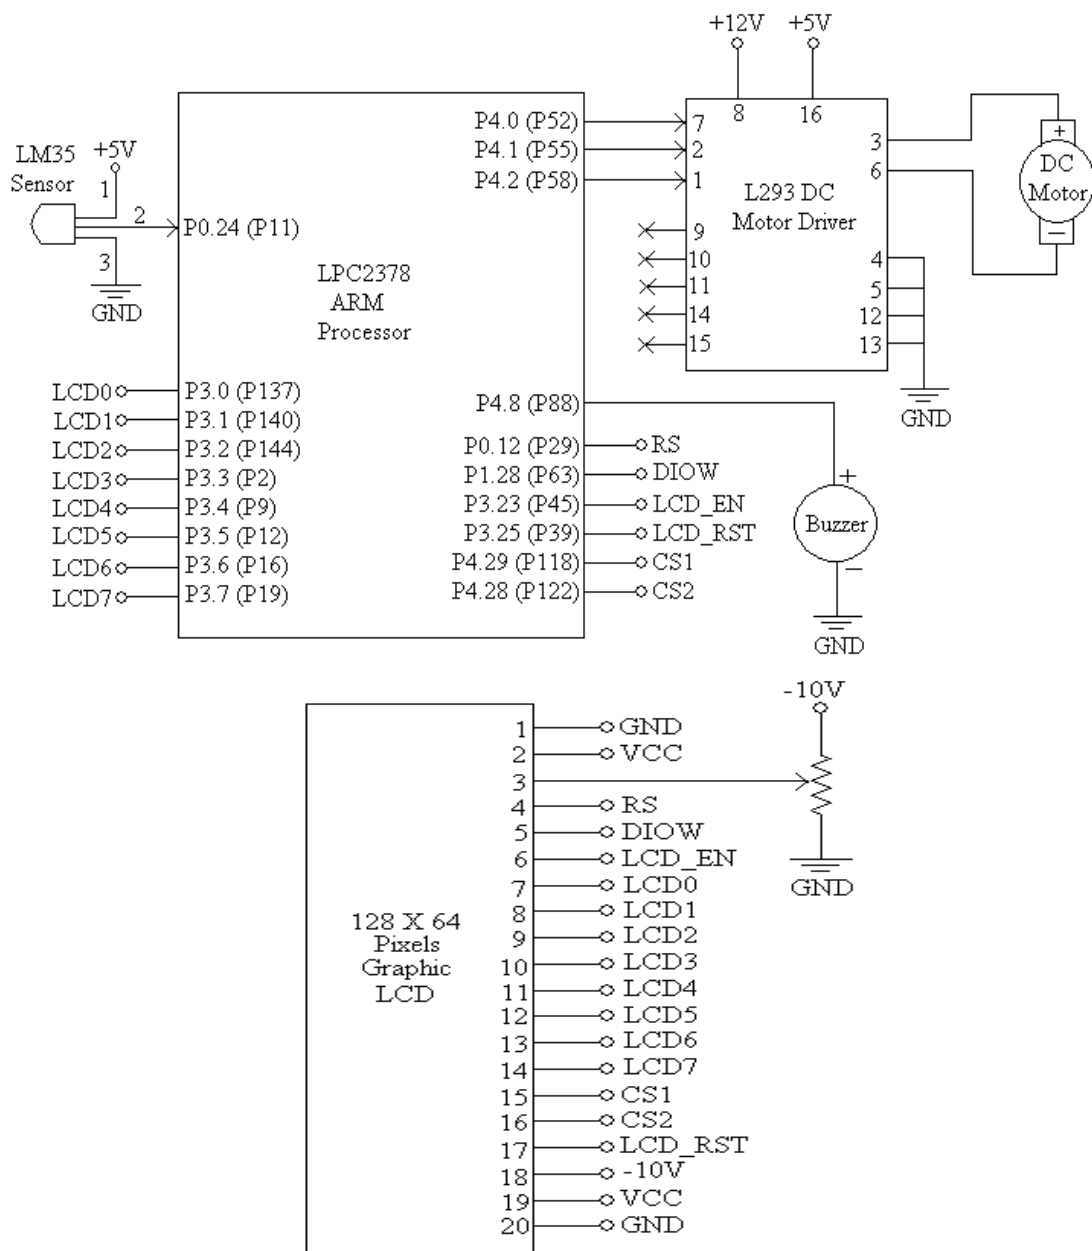 +12V
+5V
8
16
LM35
Sensor
+5V
1
2
3
GND
P0.24 (P11)
LPC2378
ARM
Processor
P4.0 (P52)
P4.1 (P55)
P4.2 (P58)
7
2
1
9
10
11
14
15
L293 DC
Motor Driver
3
6
4
5
12
13
GND
+
DC
Motor
−
LCD0
LCD1
LCD2
LCD3
LCD4
LCD5
LCD6
LCD7
P3.0 (P137)
P3.1 (P140)
P3.2 (P144)
P3.3 (P2)
P3.4 (P9)
P3.5 (P12)
P3.6 (P16)
P3.7 (P19)
P4.8 (P88)
P0.12 (P29) RS
P1.28 (P63) DIOW
P3.23 (P45) LCD_EN
P3.25 (P39) LCD_RST
P4.29 (P118) CS1
P4.28 (P122) CS2
+
Buzzer
−
GND
-10V
GND
128 X 64
Pixels
Graphic
LCD
1 GND
2 VCC
3
4 RS
5 DIOW
6 LCD_EN
7 LCD0
8 LCD1
9 LCD2
10 LCD3
11 LCD4
12 LCD5
13 LCD6
14 LCD7
15 CS1
16 CS2
17 LCD_RST
18 -10V
19 VCC
20 GND